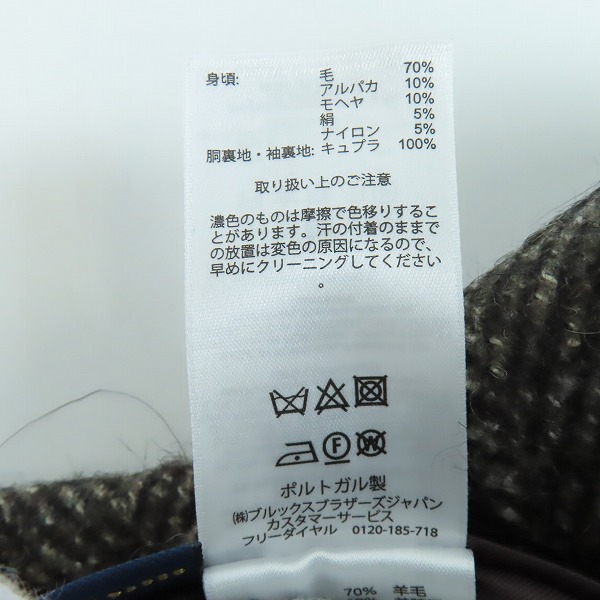 身頃: 毛 70%
アルパカ 10%
モヘヤ 10%
絹 5%
ナイロン 5%
胴裏地・袖裏地: キュプラ 100%
取り扱い上のご注意
濃色のものは摩擦で色移りするこ
とがあります。汗の付着のままで
の放置は変色の原因になるので、
早めにクリーニングしてください
。
F
W
ポルトガル製
㈱ブルックスブラザーズジャパン
カスタマーサービス
フリーダイヤル 0120-185-718
70% 羊毛